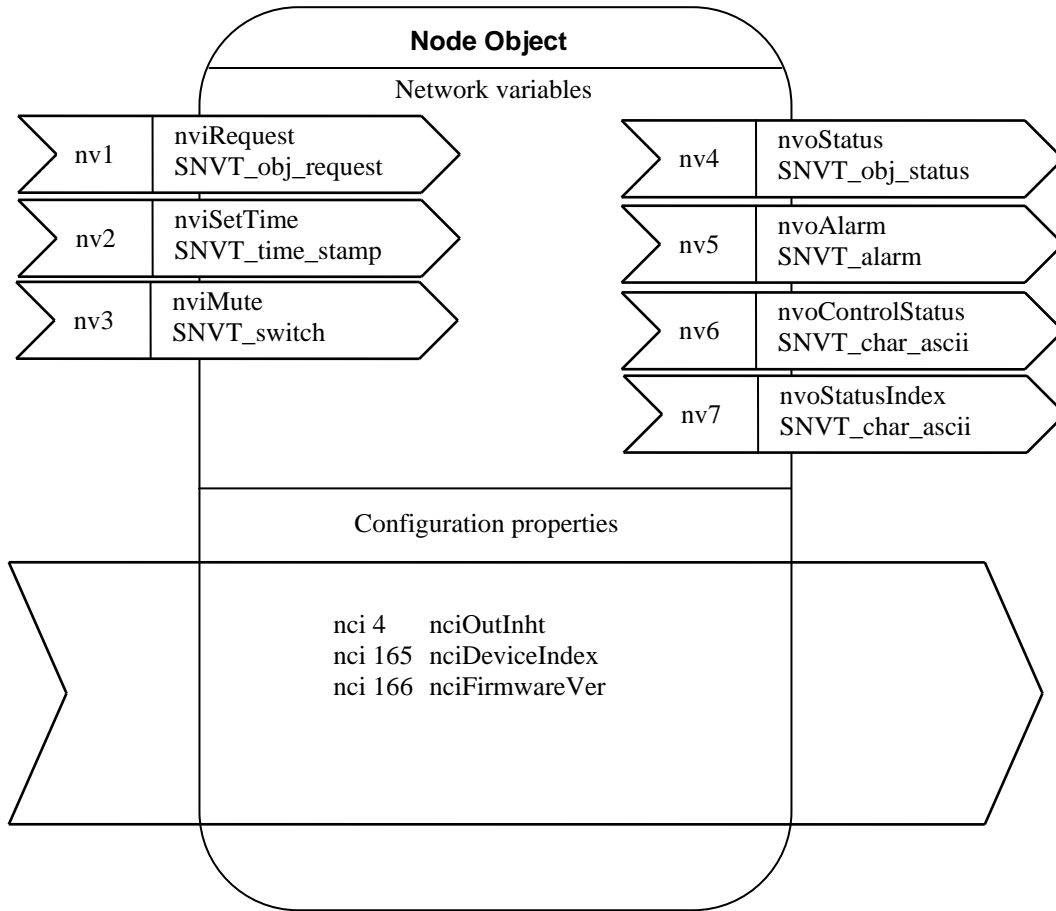 Node Object
Network variables
nv1
nviRequest
SNVT_obj_request
nv2
nviSetTime
SNVT_time_stamp
nv3
nviMute
SNVT_switch
nv4
nvoStatus
SNVT_obj_status
nv5
nvoAlarm
SNVT_alarm
nv6
nvoControlStatus
SNVT_char_ascii
nv7
nvoStatusIndex
SNVT_char_ascii
Configuration properties
nci 4 nciOutInht
nci 165 nciDeviceIndex
nci 166 nciFirmwareVer